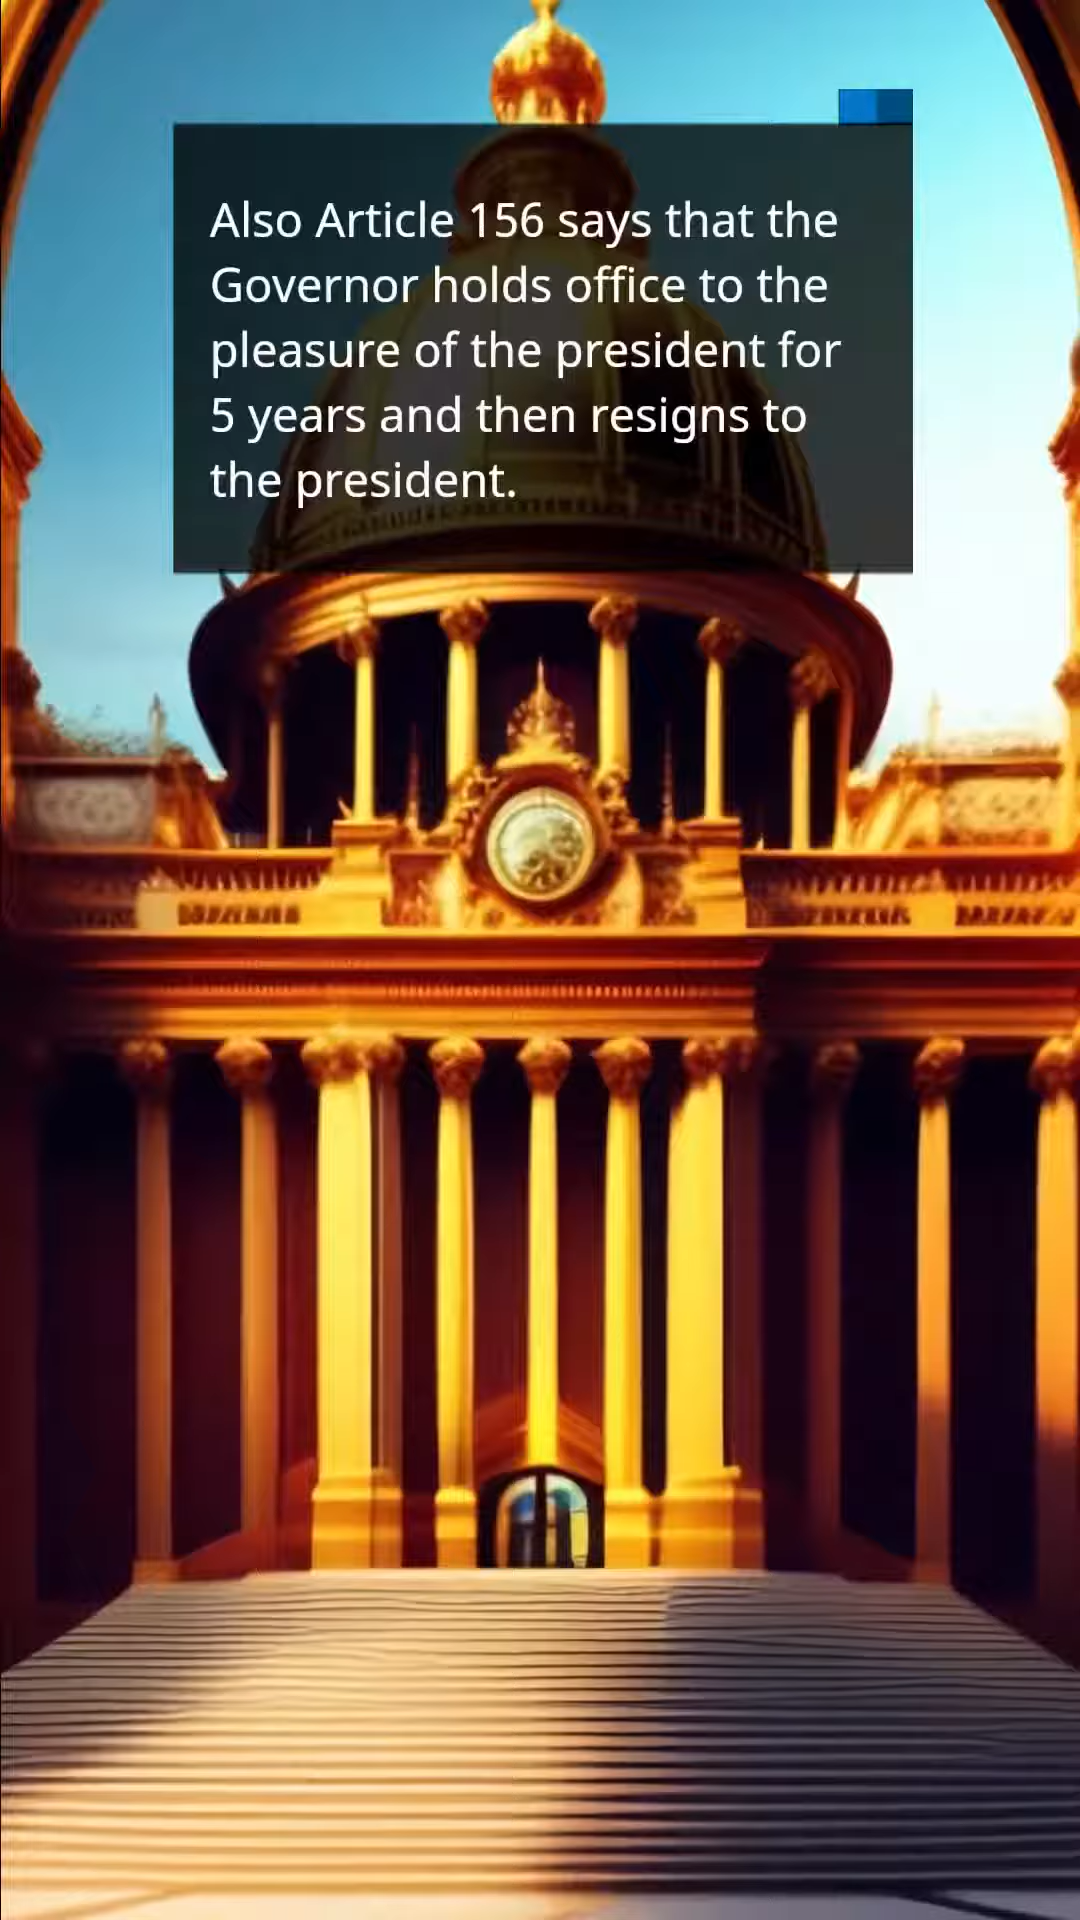 Also Article 156 says that the
Governor holds office to the
pleasure of the president for
5 years and then resigns to
the president.